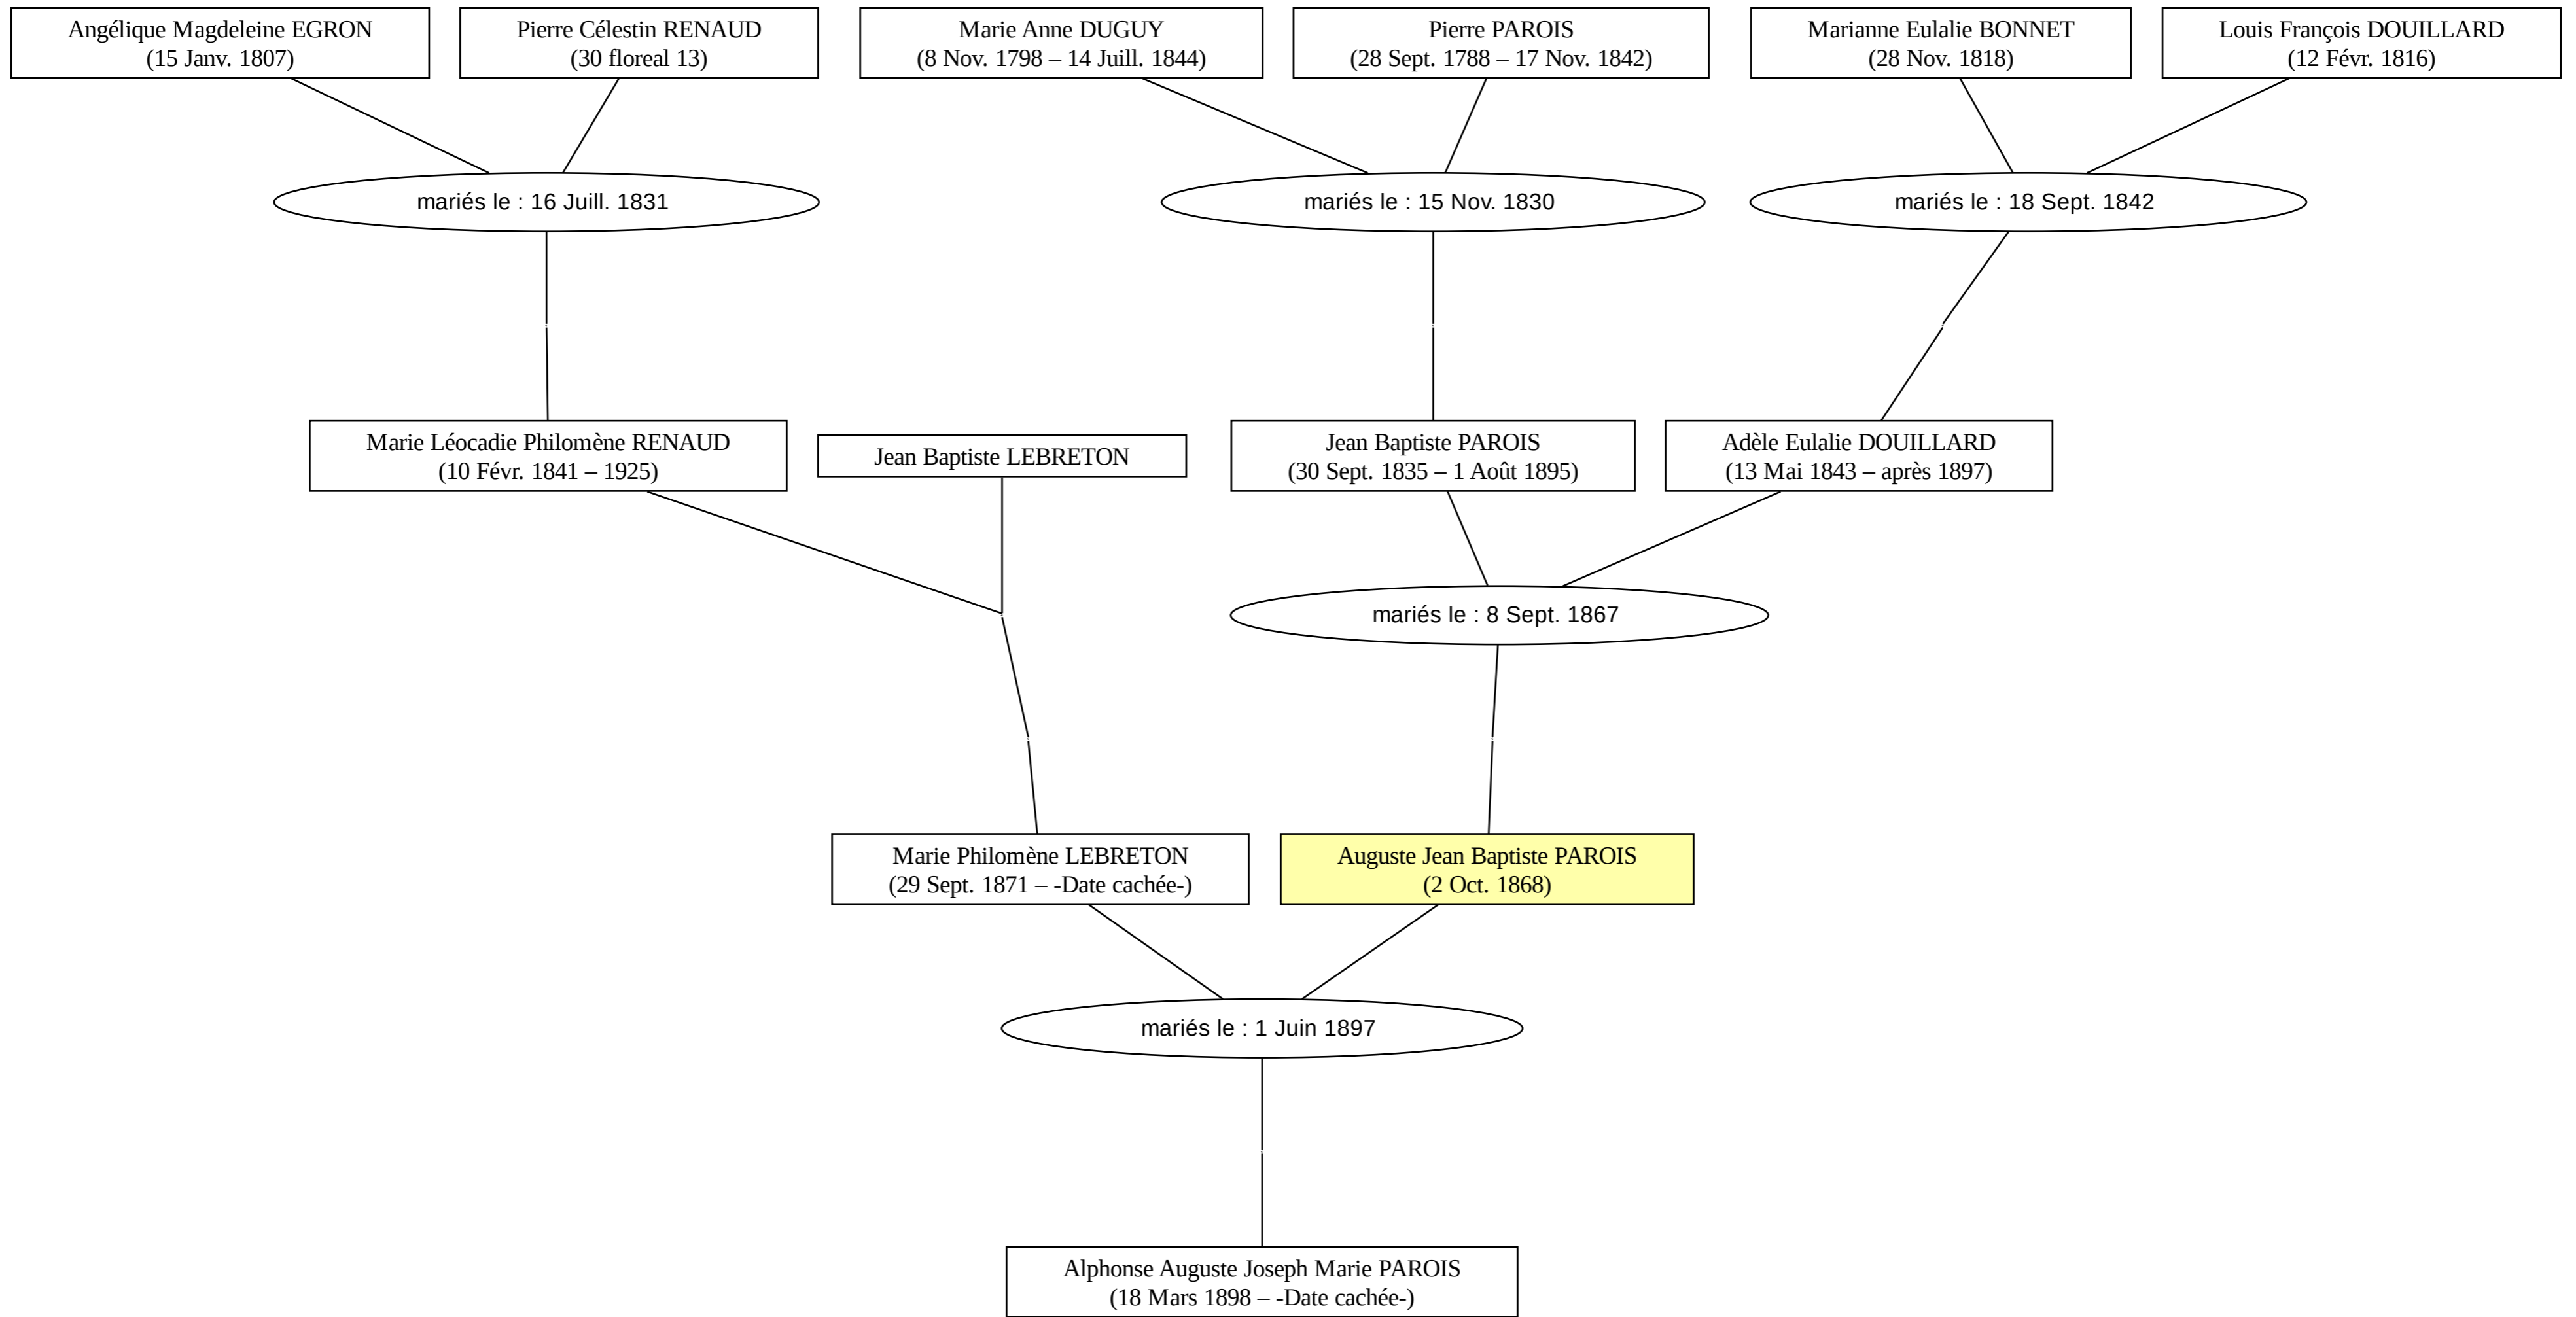 Angélique Magdeleine EGRON
(15 Janv. 1807)
Pierre Célestin RENAUD
(30 floreal 13)
Marie Anne DUGUY
(8 Nov. 1798 – 14 Juill. 1844)
Pierre PAROIS
(28 Sept. 1788 – 17 Nov. 1842)
Marianne Eulalie BONNET
(28 Nov. 1818)
Louis François DOUILLARD
(12 Févr. 1816)
mariés le : 16 Juill. 1831
mariés le : 15 Nov. 1830
mariés le : 18 Sept. 1842
Marie Léocadie Philomène RENAUD
(10 Févr. 1841 – 1925)
Jean Baptiste LEBRETON
Jean Baptiste PAROIS
(30 Sept. 1835 – 1 Août 1895)
Adèle Eulalie DOUILLARD
(13 Mai 1843 – après 1897)
mariés le : 8 Sept. 1867
Marie Philomène LEBRETON
(29 Sept. 1871 – -Date cachée-)
Auguste Jean Baptiste PAROIS
(2 Oct. 1868)
mariés le : 1 Juin 1897
Alphonse Auguste Joseph Marie PAROIS
(18 Mars 1898 – -Date cachée-)